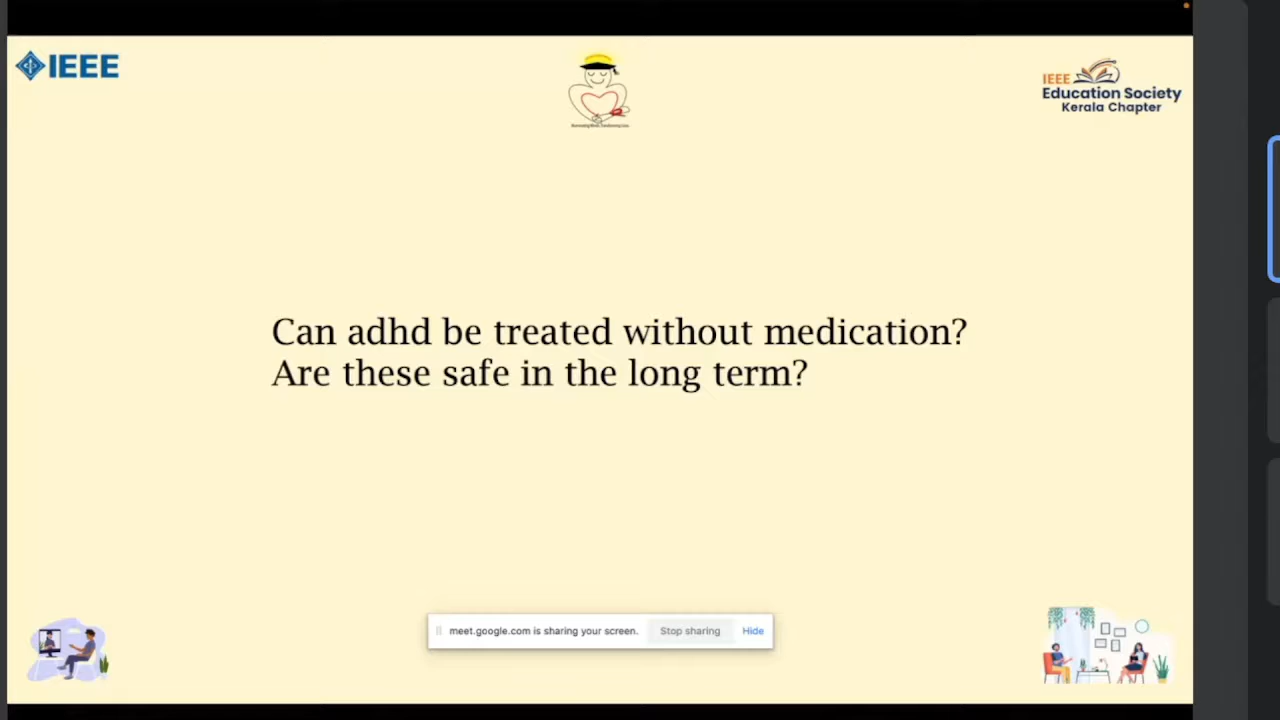 IEEE
IEEE
Education Society
Kerala Chapter
Can adhd be treated without medication?
Are these safe in the long term?
meet.google.com is sharing your screen. Stop sharing Hide